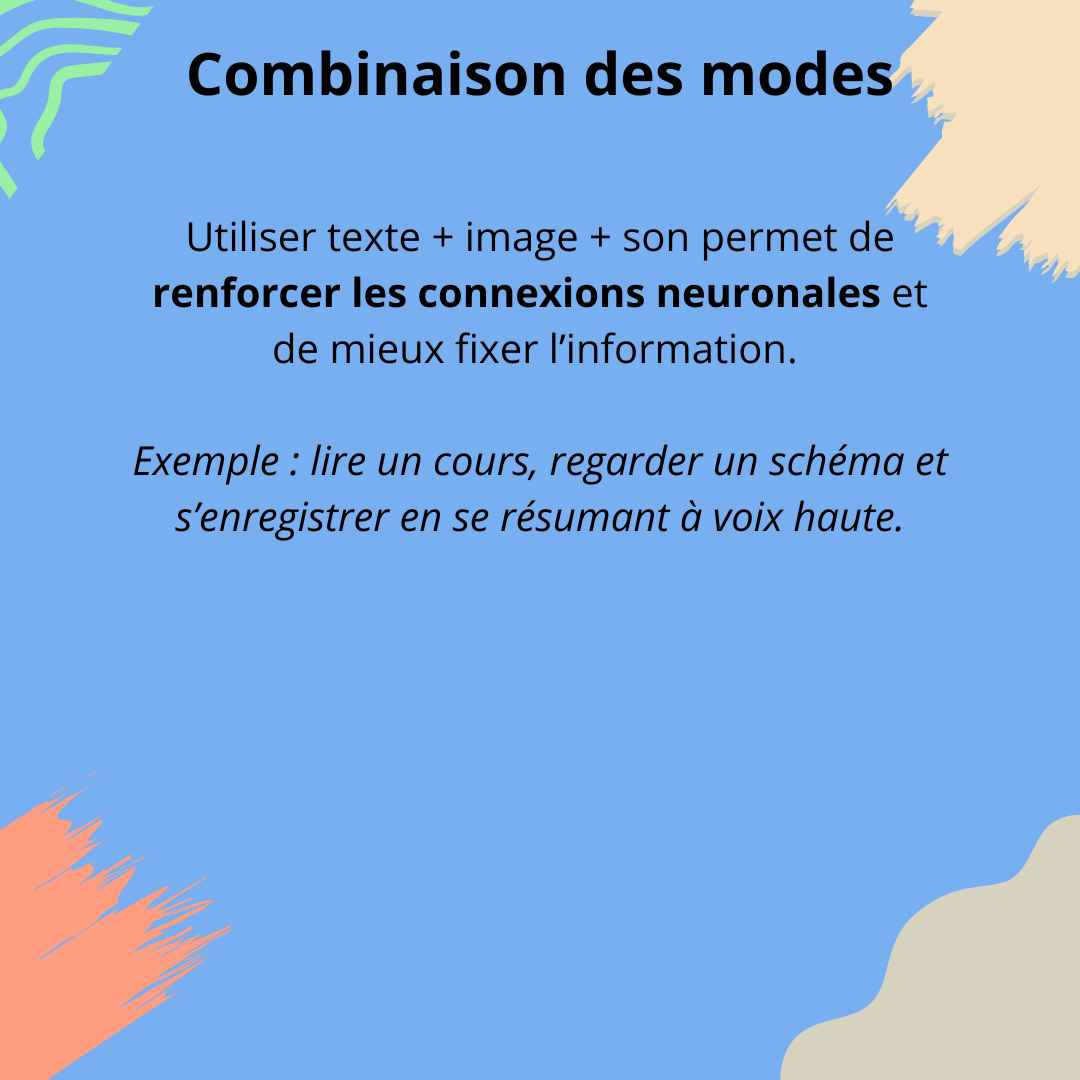 Combinaison des modes
Utiliser texte + image + son permet de
renforcer les connexions neuronales et
de mieux fixer l’information.
Exemple : lire un cours, regarder un schéma et
s’enregistrer en se résumant à voix haute.